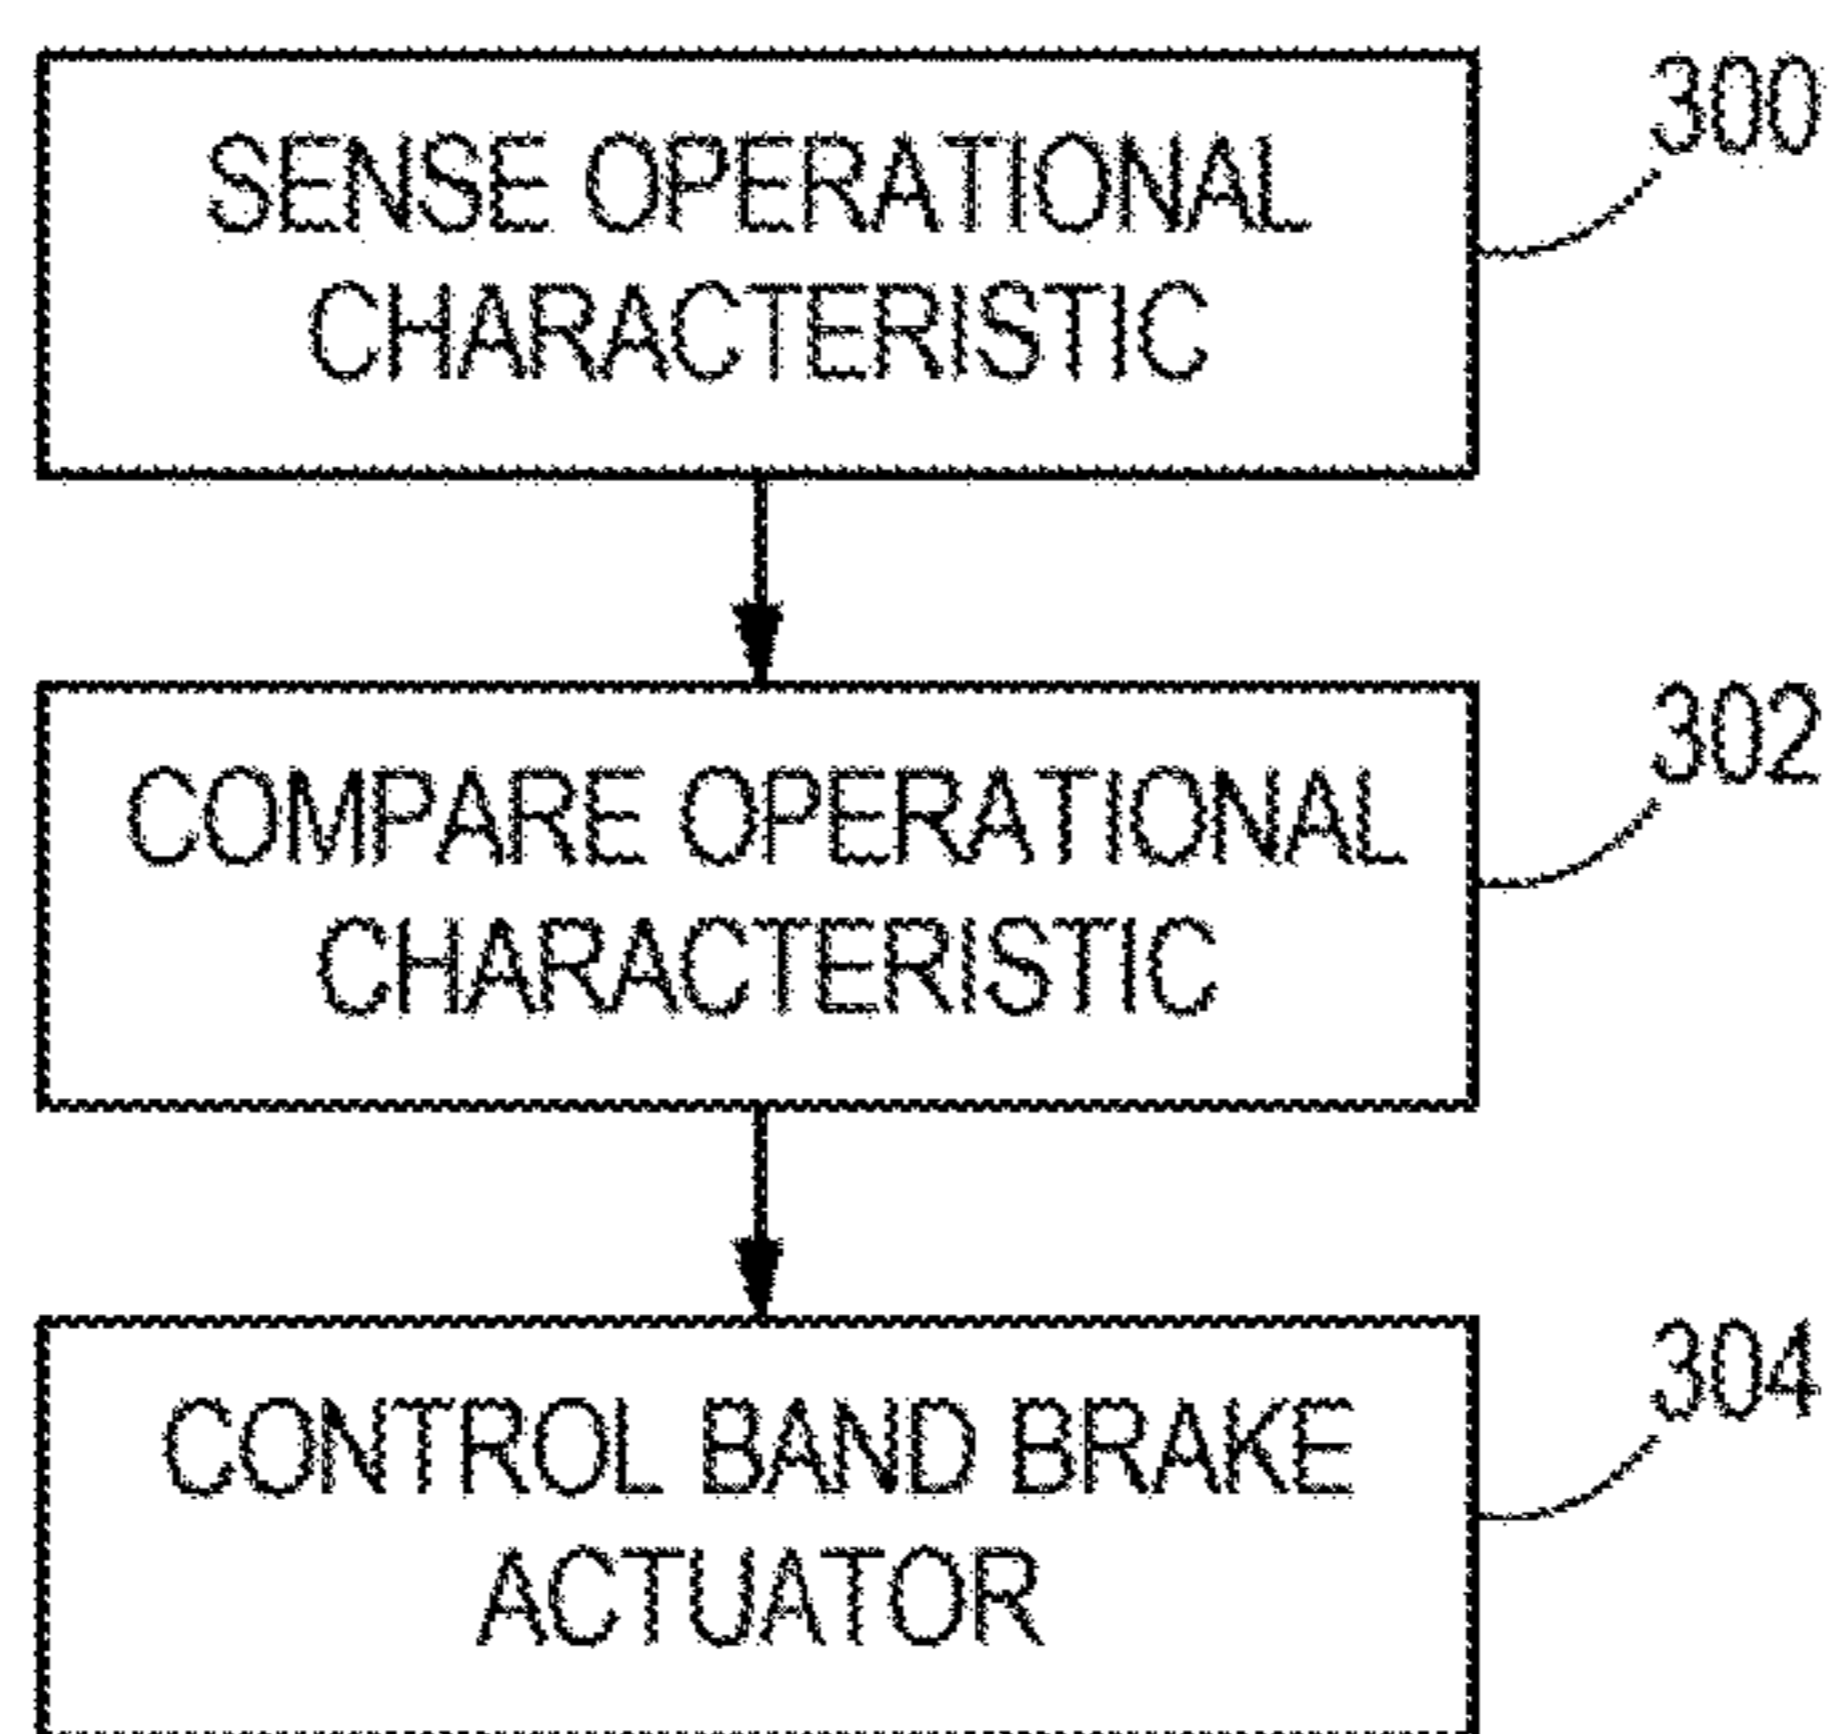 SENSE OPERATIONAL
CHARACTERISTIC
300
COMPARE OPERATIONAL
CHARACTERISTIC
302
CONTROL BAND BRAKE
ACTUATOR
304